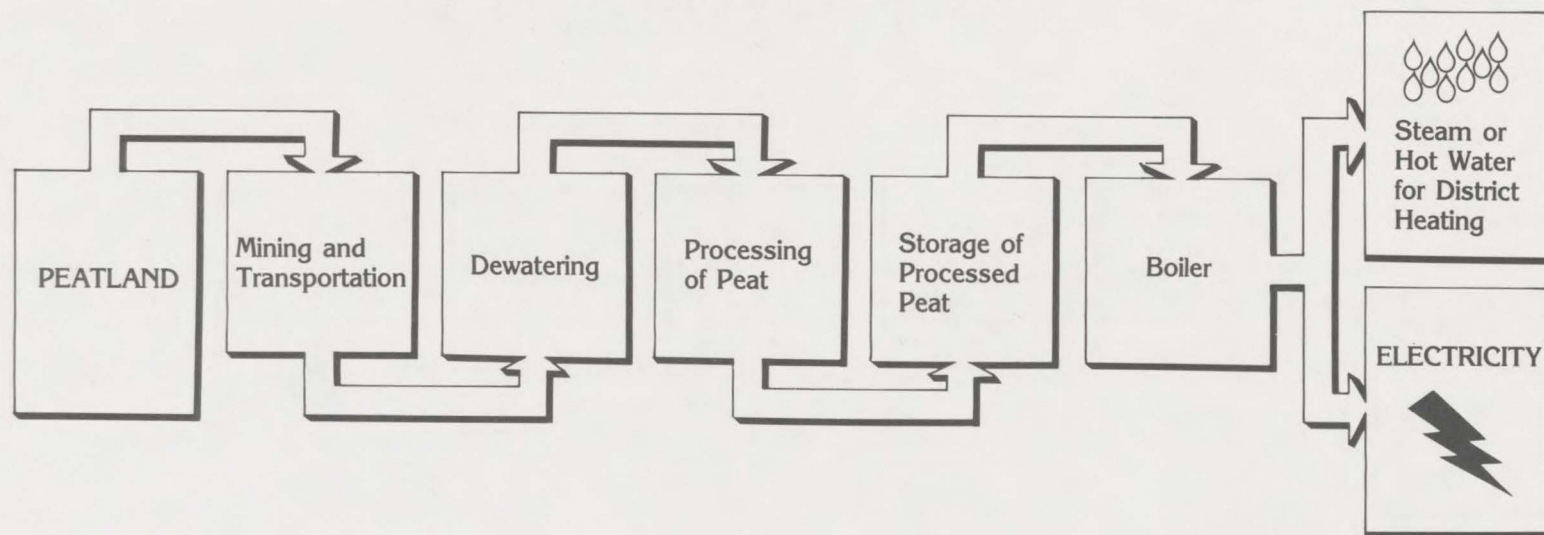 PEATLAND
Mining and
Transportation
Dewatering
Processing
of Peat
Storage of
Processed
Peat
Boiler
Steam or
Hot Water
for District
Heating
ELECTRICITY